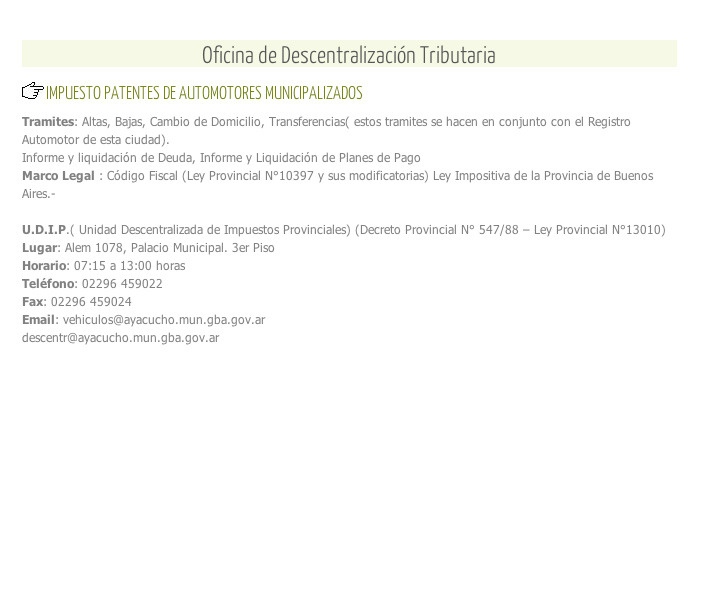 Oficina de Descentralización Tributaria
IMPUESTO PATENTES DE AUTOMOTORES MUNICIPALIZADOS
Tramites: Altas, Bajas, Cambio de Domicilio, Transferencias( estos tramites se hacen en conjunto con el Registro
Automotor de esta ciudad).
Informe y liquidación de Deuda, Informe y Liquidación de Planes de Pago
Marco Legal : Código Fiscal (Ley Provincial N°10397 y sus modificatorias) Ley Impositiva de la Provincia de Buenos
Aires.-
U.D.I.P.( Unidad Descentralizada de Impuestos Provinciales) (Decreto Provincial N° 547/88 – Ley Provincial N°13010)
Lugar: Alem 1078, Palacio Municipal. 3er Piso
Horario: 07:15 a 13:00 horas
Teléfono: 02296 459022
Fax: 02296 459024
Email: vehiculos@ayacucho.mun.gba.gov.ar
descentr@ayacucho.mun.gba.gov.ar